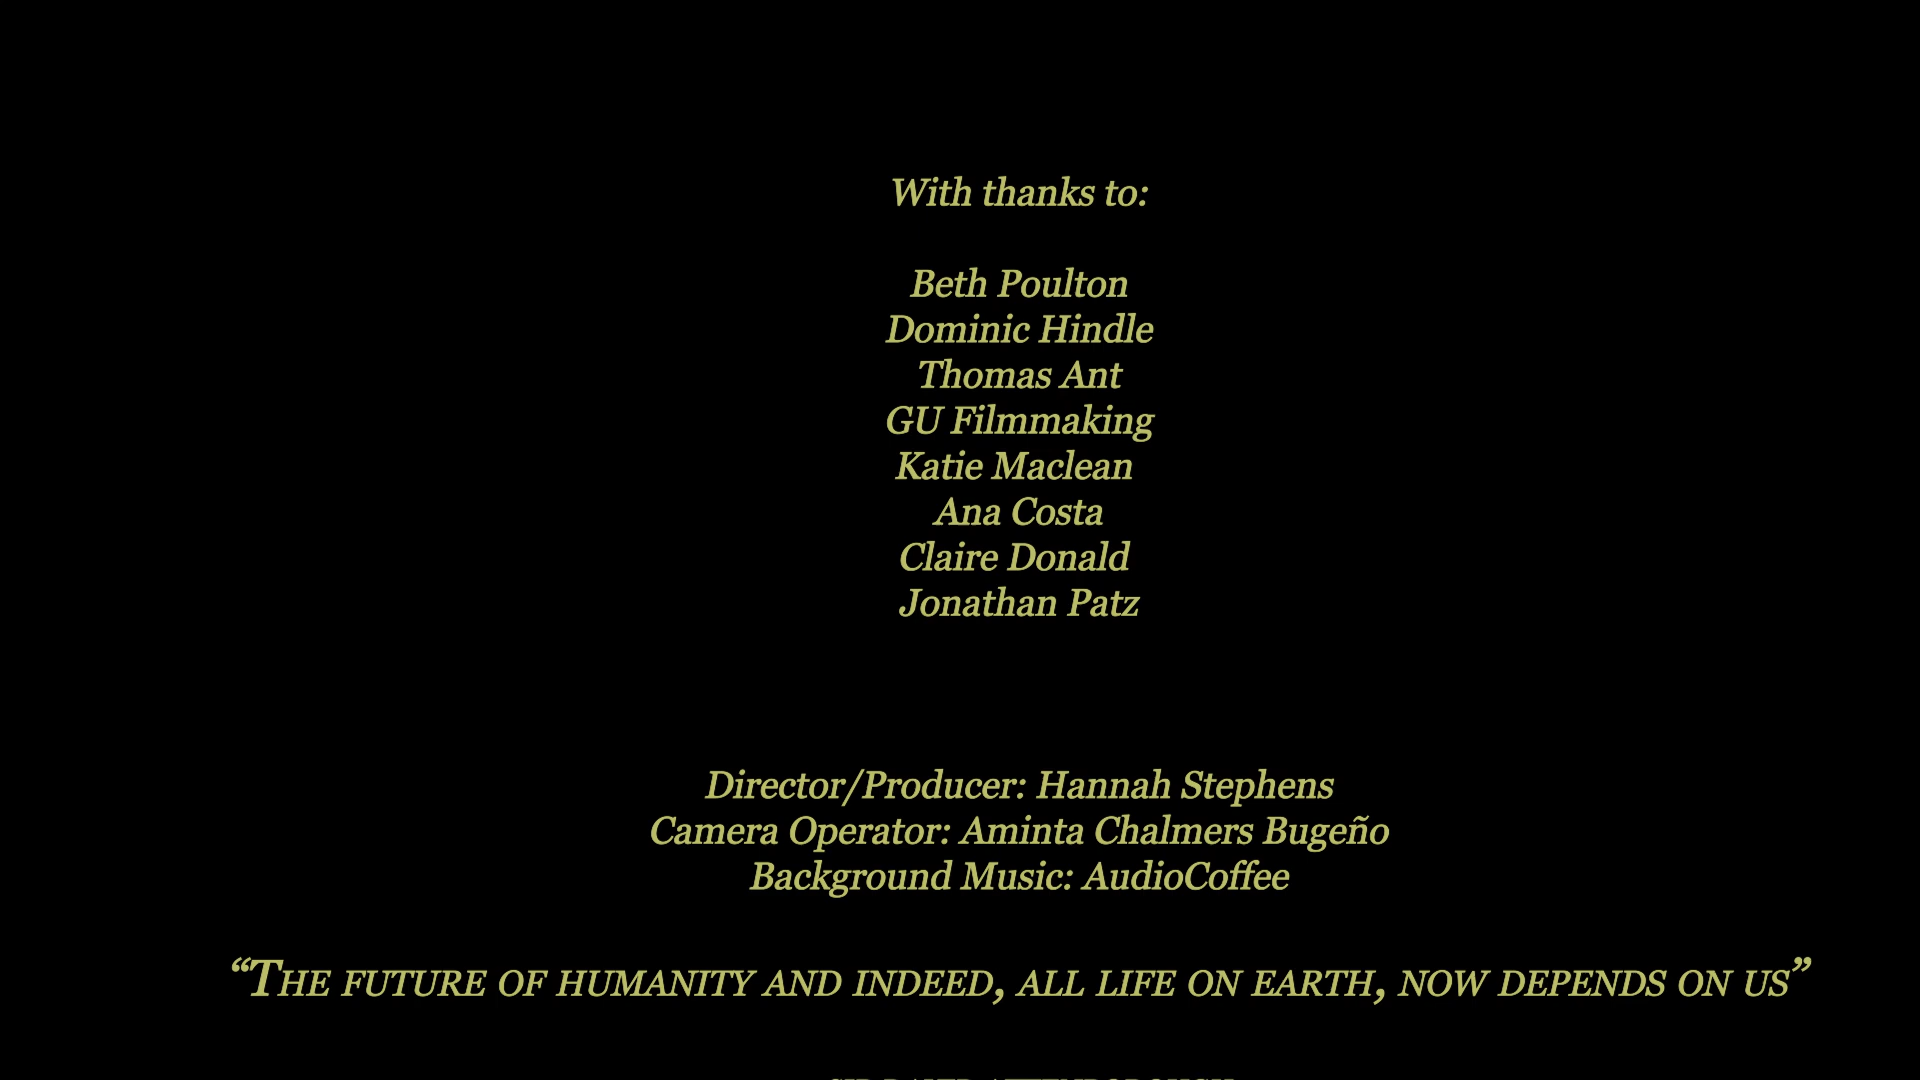 With thanks to:
Beth Poulton
Dominic Hindle
Thomas Ant
GU Filmmaking
Katie Maclean
Ana Costa
Claire Donald
Jonathan Patz
Director/Producer: Hannah Stephens
Camera Operator: Aminta Chalmers Bugeño
Background Music: AudioCoffee
“The future of humanity and indeed, all life on earth, now depends on us”